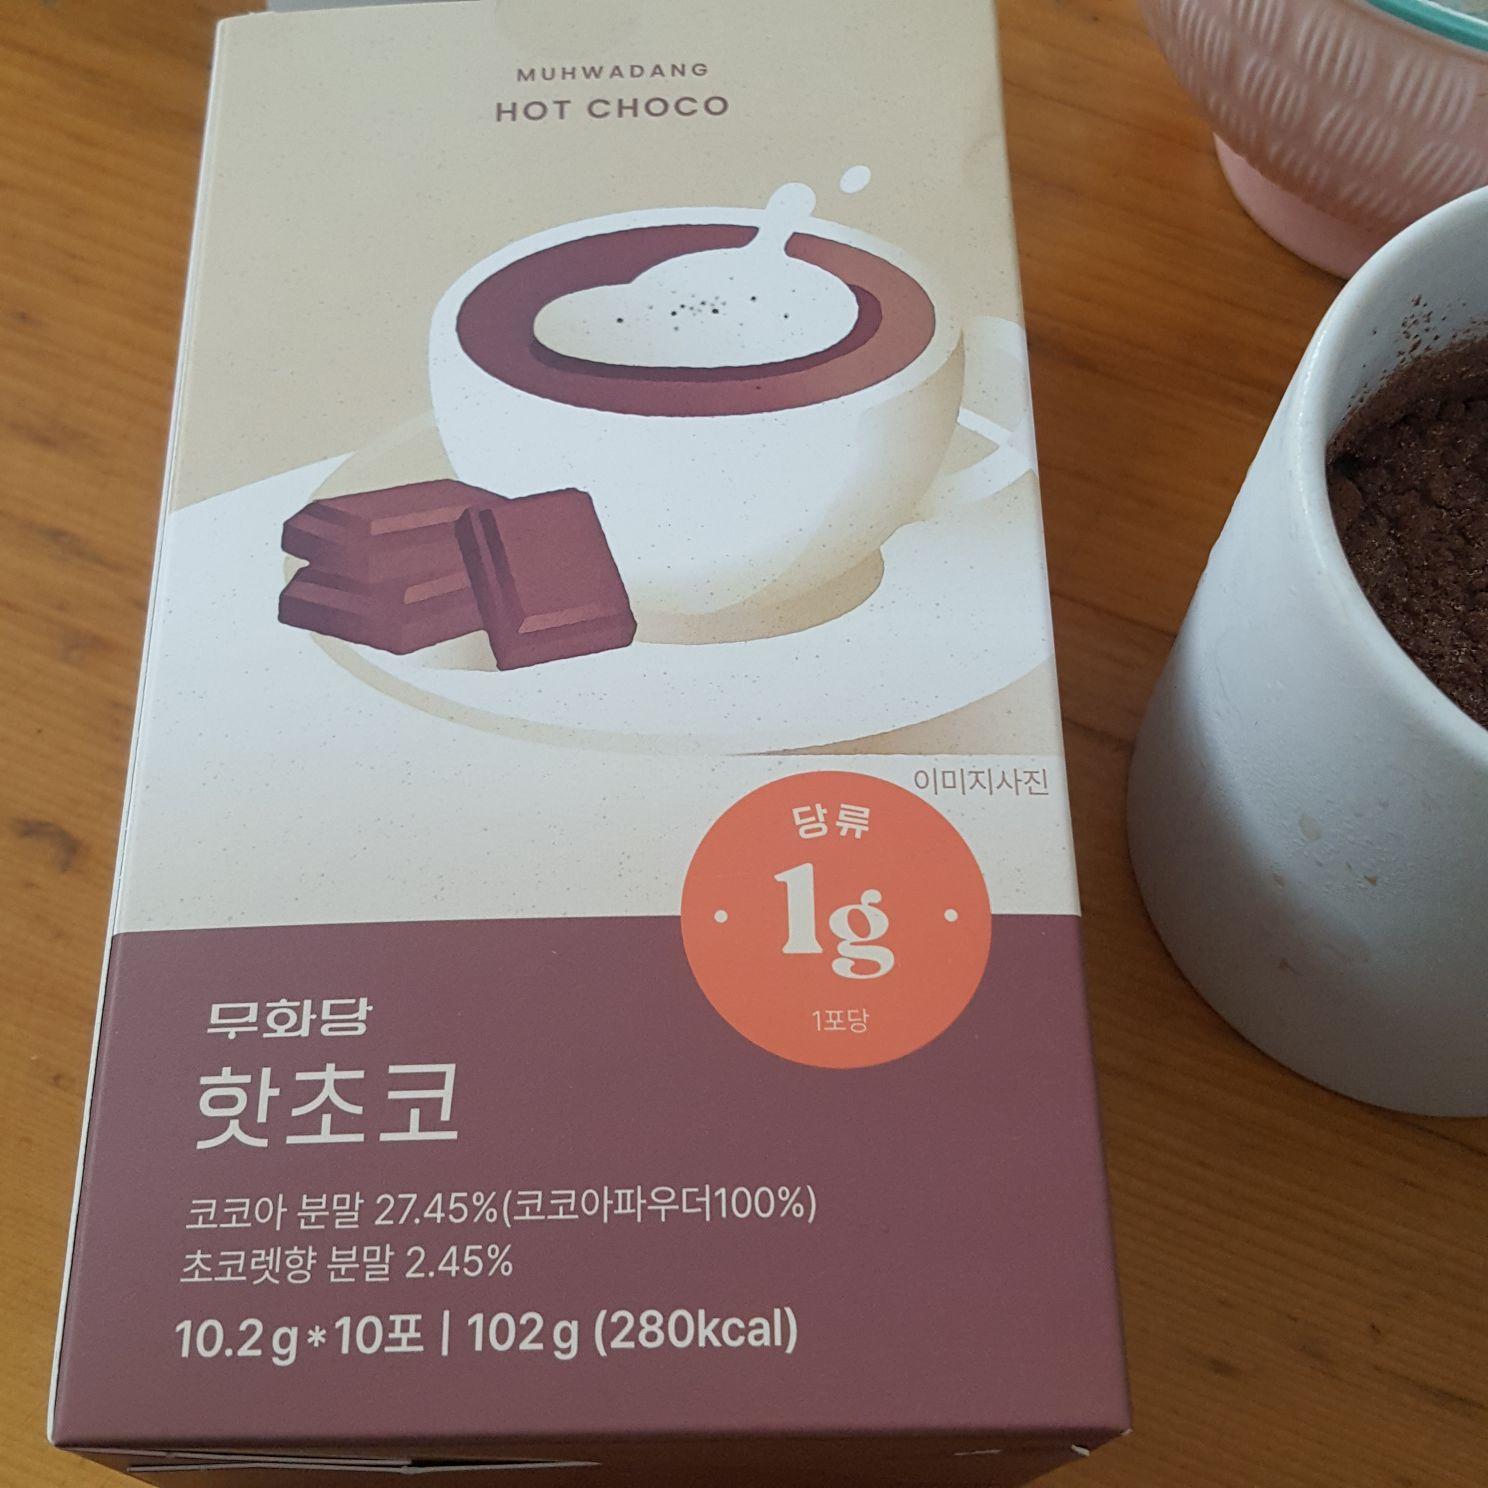 MUHWADANG
HOT CHOCO
이미지사진
당류
1g
1포당
무화당
핫초코
코코아 분말 27.45%(코코아파우더100%)
초코렛향 분말 2.45%
10.2g*10포 | 102g (280kcal)